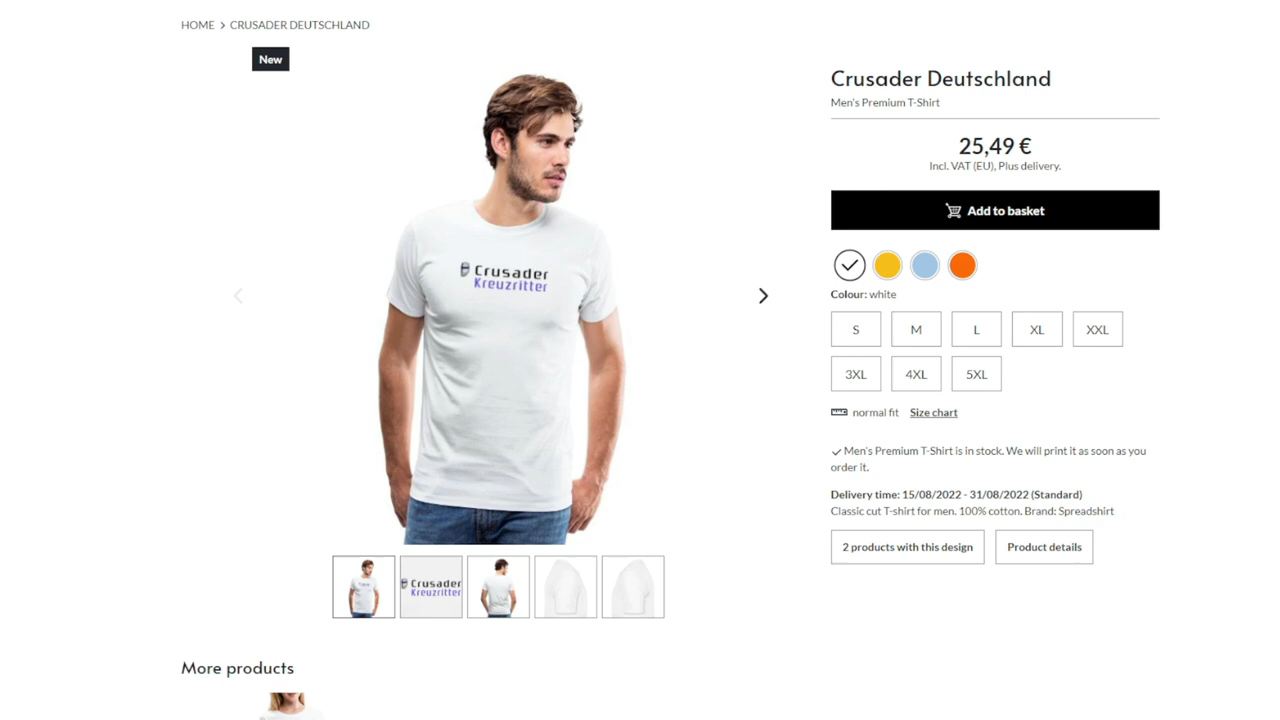 HOME > CRUSADER DEUTSCHLAND
New
Crusader
Kreuzritter
Crusader
Kreuzritter
More products
Crusader Deutschland
Men's Premium T-Shirt
25,49 €
Incl. VAT (EU), Plus delivery.
Add to basket
Colour: white
S M L XL XXL
3XL 4XL 5XL
normal fit Size chart
Men's Premium T-Shirt is in stock. We will print it as soon as you
order it.
Delivery time: 15/08/2022 - 31/08/2022 (Standard)
Classic cut T-shirt for men. 100% cotton. Brand: Spreadshirt
2 products with this design Product details